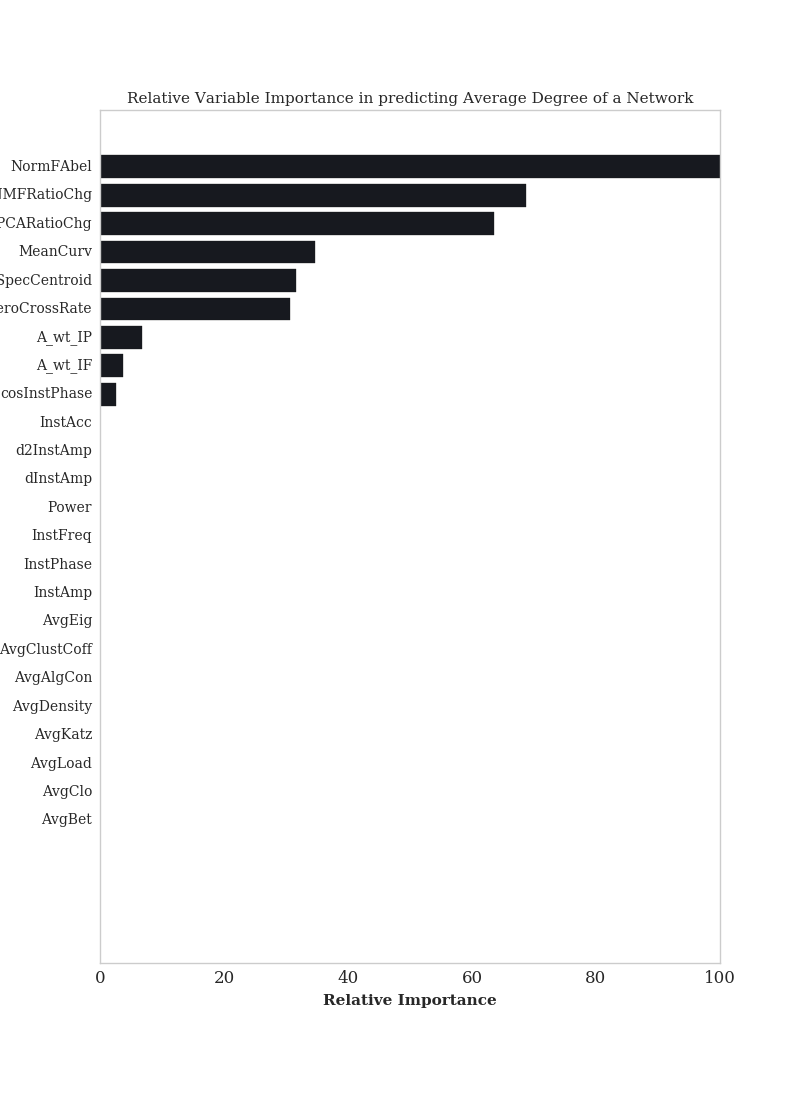 Relative Variable Importance in predicting Average Degree of a Network
NormFAbel
NMFRatioChg
PCARatioChg
MeanCurv
SpecCentroid
eroCrossRate
A_wt_IP
A_wt_IF
cosInstPhase
InstAcc
d2InstAmp
dInstAmp
Power
InstFreq
InstPhase
InstAmp
AvgEig
AvgClustCoff
AvgAlgCon
AvgDensity
AvgKatz
AvgLoad
AvgClo
AvgBet
0 20 40 60 80 100
Relative Importance